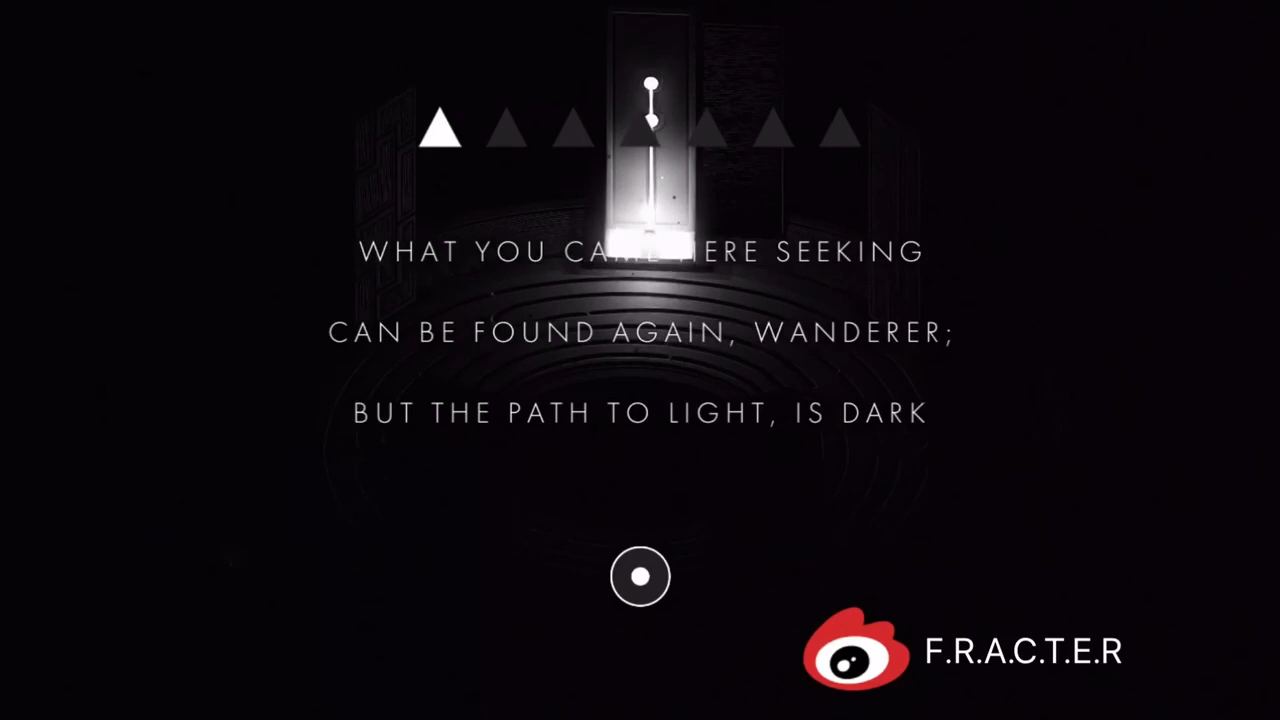 WHAT YOU CAME HERE SEEKING
CAN BE FOUND AGAIN, WANDERER;
BUT THE PATH TO LIGHT, IS DARK
F.R.A.C.T.E.R